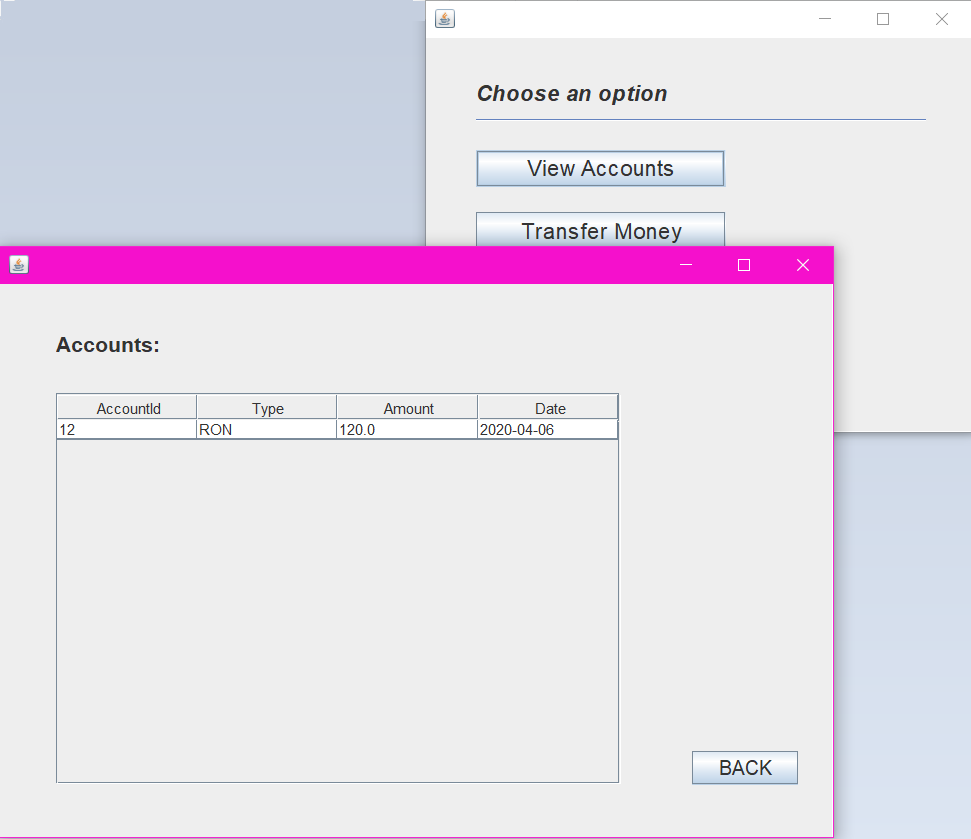 Choose an option
View Accounts
Transfer Money
Accounts:
AccountId Type Amount Date
12 RON 120.0 2020-04-06
BACK